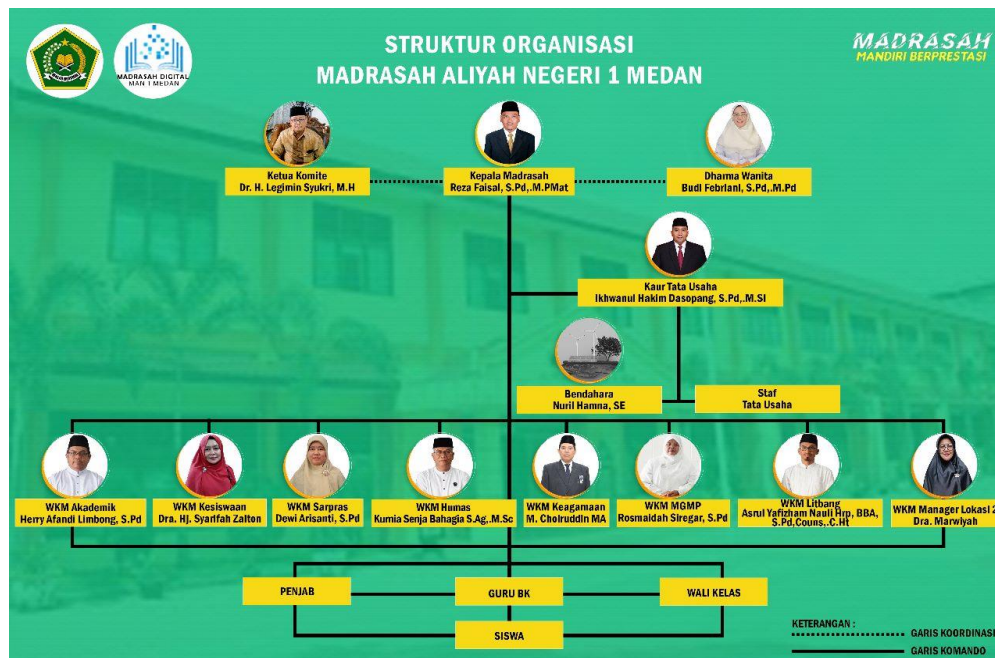 STRUKTUR ORGANISASI
MADRASAH ALIYAH NEGERI 1 MEDAN
MADRASAH DIGITAL
MAN 1 MEDAN
MADRASAH
MANDIRI BERPRESTASI
Ketua Komite
Dr. H. Legimin Syukri, M.H
Kepala Madrasah
Reza Faisal, S.Pd,.M.PMat
Dharma Wanita
Budi Febriani, S.Pd,.M.Pd
Kaur Tata Usaha
Ikhwanul Hakim Dasopang, S.Pd,.M.SI
Bendahara
Nuril Hamna, SE
Staf
Tata Usaha
WKM Akademik
Herry Afandi Limbong, S.Pd
WKM Kesiswaan
Dra. Hj. Syarifah Zalton
WKM Sarpras
Dewi Arisanti, S.Pd
WKM Humas
Kurnia Senja Bahagia S.Ag,.M.Sc
WKM Keagamaan
M. Choiruddin MA
WKM MGMP
Rosmaidah Siregar, S.Pd
WKM Litbang
Asrul Yafizham Nauli Hrp, BBA,
S.Pd,Couns,.C.Ht
WKM Manager Lokasi 2
Dra. Marwiyah
PENJAB
GURU BK
WALI KELAS
SISWA
KETERANGAN :
GARIS KOORDINASI
GARIS KOMANDO